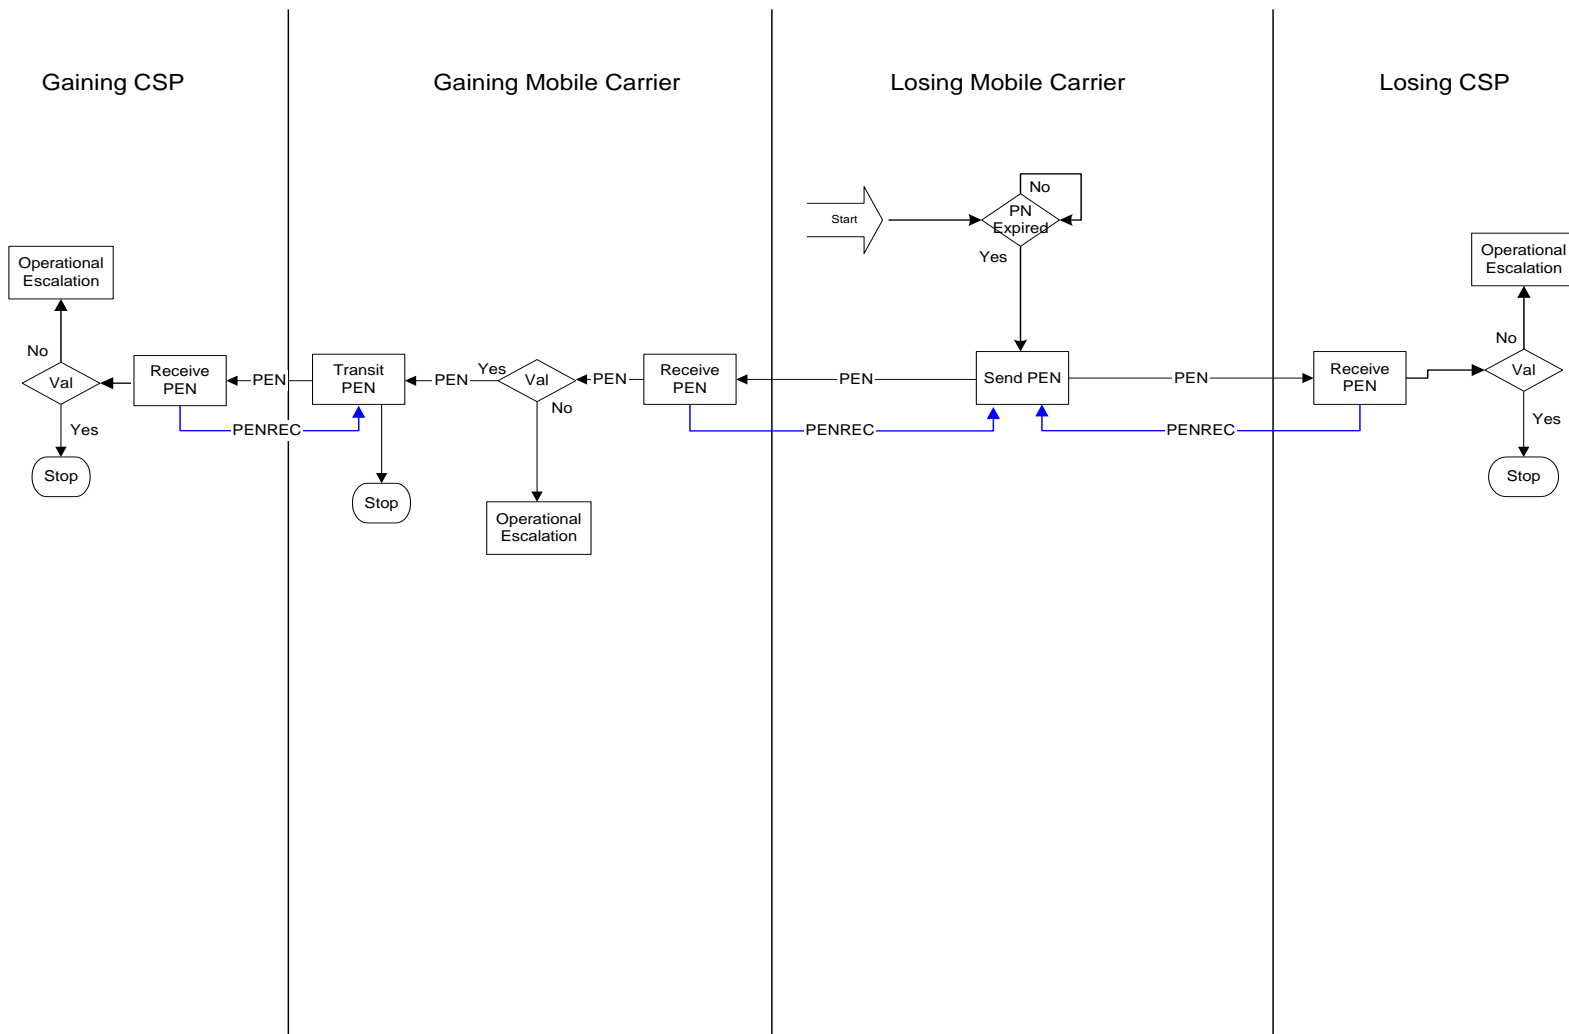 Gaining CSP
Gaining Mobile Carrier
Losing Mobile Carrier
Losing CSP
No
PN
Expired
Start
Yes
Operational
Escalation
Operational
Escalation
No
Val
Yes
Stop
Receive
PEN
PEN
PENREC
Transit
PEN
Stop
PEN
Yes
Val
No
Operational
Escalation
PEN
Receive
PEN
PEN
PENREC
Send PEN
PEN
PENREC
Receive
PEN
No
Val
Yes
Stop